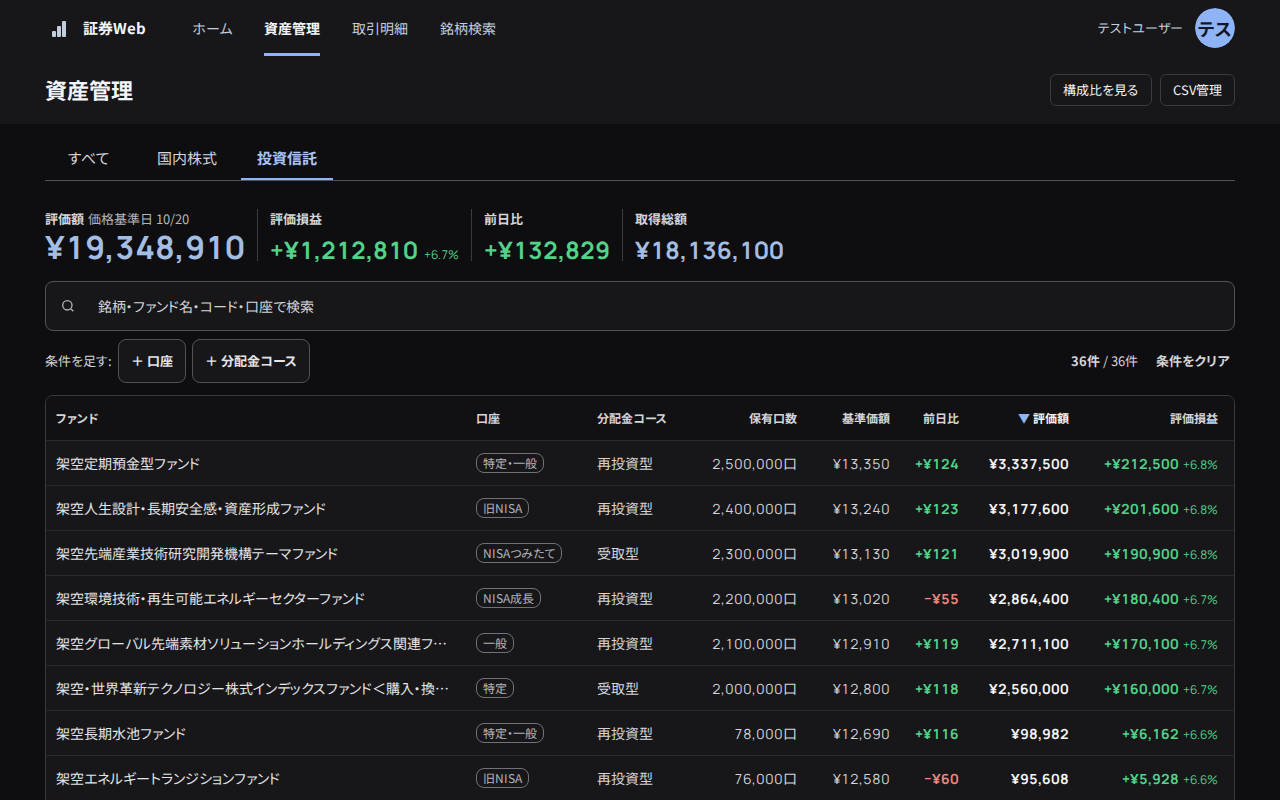 証券Web ホーム 資産管理 取引明細 銘柄検索 テストユーザー テス
資産管理 構成比を見る CSV管理
すべて 国内株式 投資信託
評価額 価格基準日 10/20 評価損益 前日比 取得総額
¥19,348,910 +¥1,212,810 +6.7% +¥132,829 ¥18,136,100
銘柄・ファンド名・コード・口座で検索
条件を足す: ＋ 口座 ＋ 分配金コース 36件 / 36件 条件をクリア
ファンド 口座 分配金コース 保有口数 基準価額 前日比 ▼ 評価額 評価損益
架空定期預金型ファンド 特定・一般 再投資型 2,500,000口 ¥13,350 +¥124 ¥3,337,500 +¥212,500 +6.8%
架空人生設計・長期安全感・資産形成ファンド 旧NISA 再投資型 2,400,000口 ¥13,240 +¥123 ¥3,177,600 +¥201,600 +6.8%
架空先端産業技術研究開発機構テーマファンド NISAつみたて 受取型 2,300,000口 ¥13,130 +¥121 ¥3,019,900 +¥190,900 +6.8%
架空環境技術・再生可能エネルギーセクターファンド NISA成長 再投資型 2,200,000口 ¥13,020 −¥55 ¥2,864,400 +¥180,400 +6.7%
架空グローバル先端素材ソリューションホールディングス関連フ… 一般 再投資型 2,100,000口 ¥12,910 +¥119 ¥2,711,100 +¥170,100 +6.7%
架空・世界革新テクノロジー株式インデックスファンド＜購入・換… 特定 受取型 2,000,000口 ¥12,800 +¥118 ¥2,560,000 +¥160,000 +6.7%
架空長期水池ファンド 特定・一般 再投資型 78,000口 ¥12,690 +¥116 ¥98,982 +¥6,162 +6.6%
架空エネルギートランジションファンド 旧NISA 再投資型 76,000口 ¥12,580 −¥60 ¥95,608 +¥5,928 +6.6%